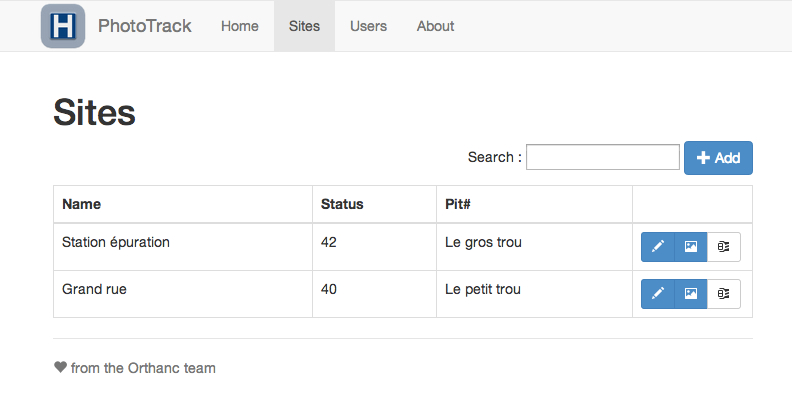 H PhotoTrack Home Sites Users About
Sites
Search : + Add
Name Status Pit#
Station épuration 42 Le gros trou
Grand rue 40 Le petit trou
♥ from the Orthanc team